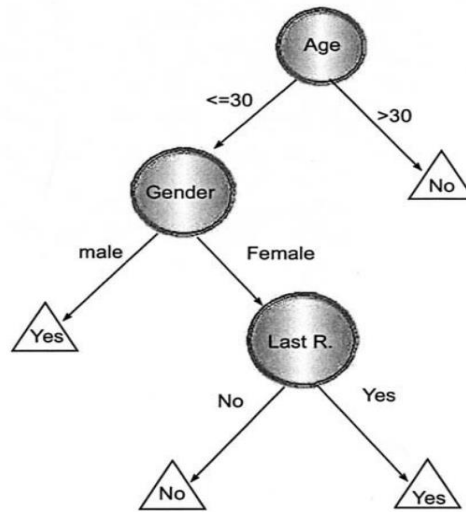 Age
<=30
>30
Gender
No
male
Female
Yes
Last R.
No
Yes
No
Yes